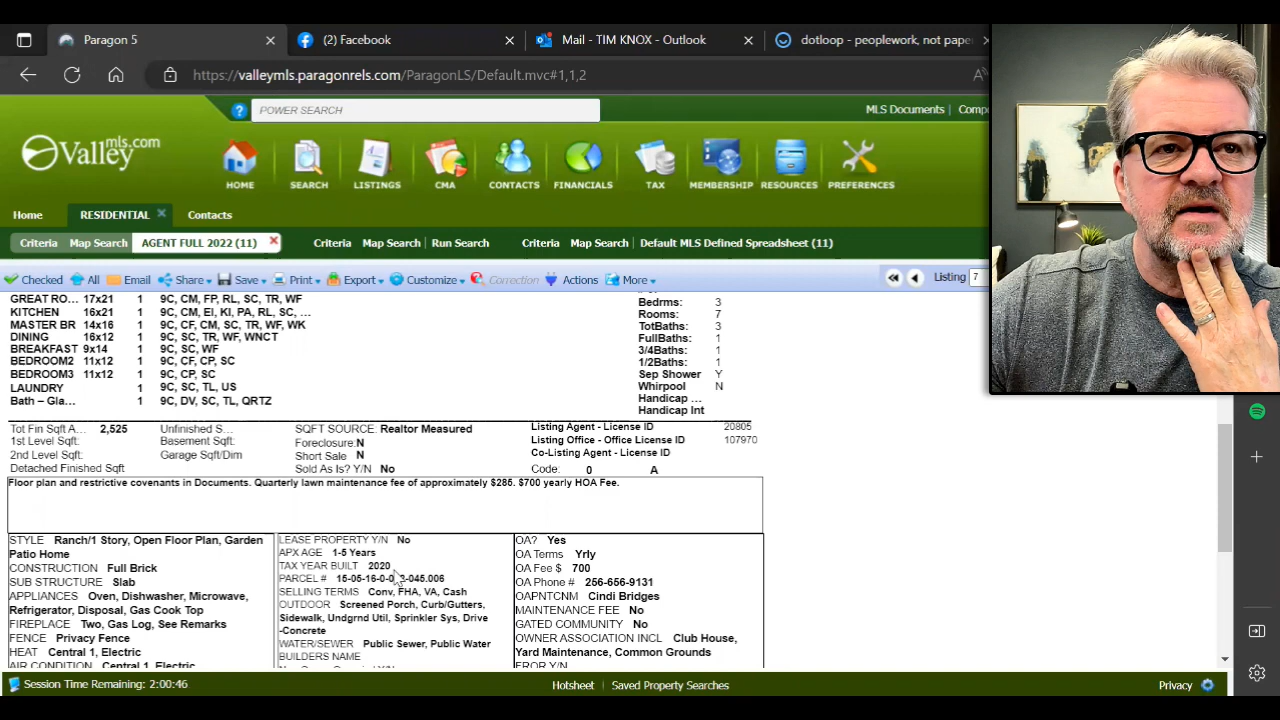 Paragon 5
(2) Facebook
Mail - TIM KNOX - Outlook
dotloop - peoplework, not pape
https://valleymls.paragonrels.com/ParagonLS/Default.mvc#1,1,2
Valley mls.com
? POWER SEARCH
MLS Documents Comp
HOME SEARCH LISTINGS CMA CONTACTS FINANCIALS TAX MEMBERSHIP RESOURCES PREFERENCES
Home RESIDENTIAL Contacts
Criteria Map Search AGENT FULL 2022 (11) Criteria Map Search Run Search Criteria Map Search Default MLS Defined Spreadsheet (11)
Checked All Email Share Save Print Export Customize Correction Actions More Listing 7
GREAT RO... 17x21 1 9C, CM, FP, RL, SC, TR, WF
KITCHEN 16x21 1 9C, CM, EI, KI, PA, RL, SC, ...
MASTER BR 14x16 1 9C, CF, CM, SC, TR, WF, WK
DINING 16x12 1 9C, SC, TR, WF, WNCT
BREAKFAST 9x14 1 9C, SC, WF
BEDROOM2 11x12 1 9C, CF, CP, SC
BEDROOM3 11x12 1 9C, CP, SC
LAUNDRY 1 9C, SC, TL, US
Bath – Gla... 1 9C, DV, SC, TL, QRTZ
Bedrms: 3
Rooms: 7
TotBaths: 3
FullBaths: 1
3/4Baths: 1
1/2Baths: 1
Sep Shower Y
Whirpool N
Handicap ...
Handicap Int
Tot Fin Sqft A... 2,525
1st Level Sqft:
2nd Level Sqft:
Detached Finished Sqft
Unfinished S...
Basement Sqft:
Garage Sqft/Dim
SQFT SOURCE: Realtor Measured
Foreclosure: N
Short Sale N
Sold As Is? Y/N No
Listing Agent - Agent License ID 20805
Listing Office - Office License ID 107970
Co-Listing Agent - License ID
Code: 0 A
Floor plan and restrictive covenants in Documents. Quarterly lawn maintenance fee of approximately $285. $700 yearly HOA Fee.
STYLE Ranch/1 Story, Open Floor Plan, Garden
Patio Home
CONSTRUCTION Full Brick
SUB STRUCTURE Slab
APPLIANCES Oven, Dishwasher, Microwave,
Refrigerator, Disposal, Gas Cook Top
FIREPLACE Two, Gas Log, See Remarks
FENCE Privacy Fence
HEAT Central 1, Electric
AIR CONDITION Central 1, Electric
LEASE PROPERTY Y/N No
APX AGE 1-5 Years
TAX YEAR BUILT 2020
PARCEL # 15-05-16-0-0 2-045.006
SELLING TERMS Conv, FHA, VA, Cash
OUTDOOR Screened Porch, Curb/Gutters,
Sidewalk, Undgrnd Util, Sprinkler Sys, Drive
-Concrete
WATER/SEWER Public Sewer, Public Water
BUILDERS NAME
OA? Yes
OA Terms Yrly
OA Fee $ 700
OA Phone # 256-656-9131
OAPNTCNM Cindi Bridges
MAINTENANCE FEE No
GATED COMMUNITY No
OWNER ASSOCIATION INCL Club House,
Yard Maintenance, Common Grounds
FROR Y/N
Session Time Remaining: 2:00:46 Hotsheet | Saved Property Searches Privacy